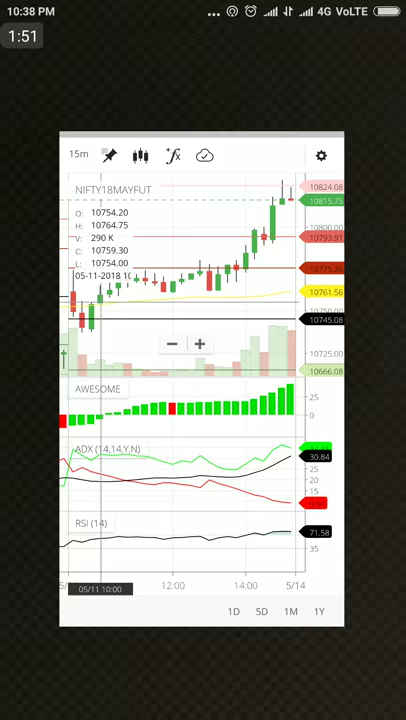 10:38 PM ... 4G VoLTE
1:51
15m
NIFTY18MAYFUT
O: 10754.20
H: 10764.75
V: 290 K
C: 10759.30
L: 10754.00
05-11-2018 10
10824.08
10815.75
10800.00
10793.91
10775.26
10761.56
10745.08
10725.00
10666.08
AWESOME
25
0
ADX (14,14,Y,N)
30.84
25
20
15
RSI (14)
71.58
35
05/11 10:00
12:00
14:00
5/14
1D 5D 1M 1Y